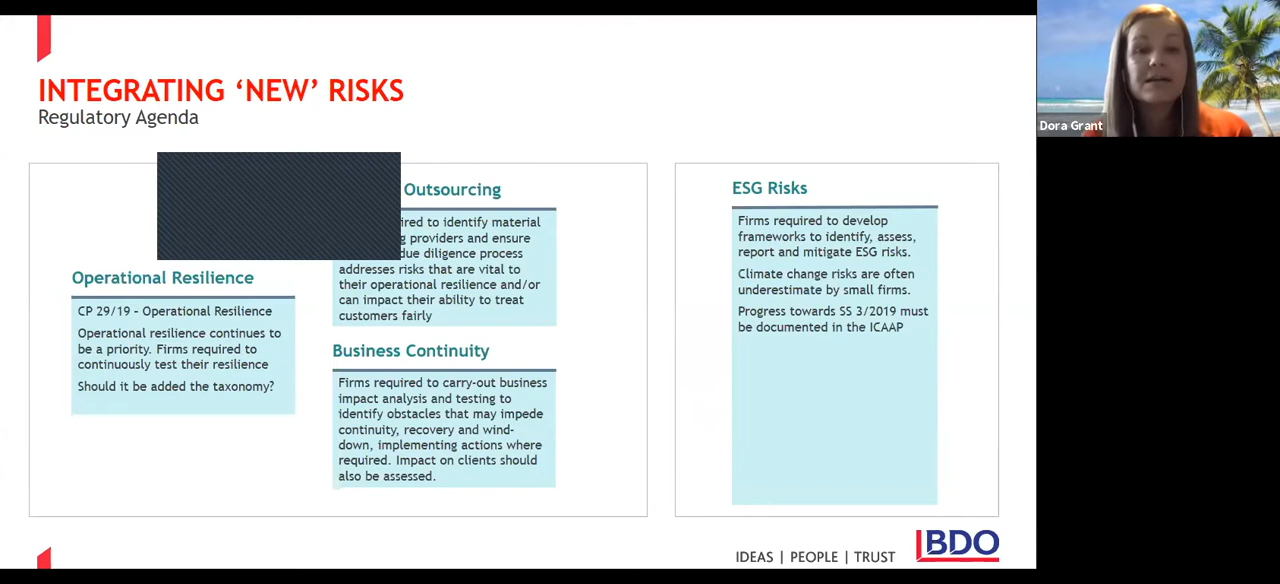 INTEGRATING ‘NEW’ RISKS
Regulatory Agenda
Operational Resilience
CP 29/19 – Operational Resilience
Operational resilience continues to
be a priority. Firms required to
continuously test their resilience
Should it be added the taxonomy?
Outsourcing
to identify material
providers and ensure
due diligence process
addresses risks that are vital to
their operational resilience and/or
can impact their ability to treat
customers fairly
Business Continuity
Firms required to carry-out business
impact analysis and testing to
identify obstacles that may impede
continuity, recovery and wind-
down, implementing actions where
required. Impact on clients should
also be assessed.
ESG Risks
Firms required to develop
frameworks to identify, assess,
report and mitigate ESG risks.
Climate change risks are often
underestimate by small firms.
Progress towards SS 3/2019 must
be documented in the ICAAP
IDEAS | PEOPLE | TRUST
BDO
Dora Grant